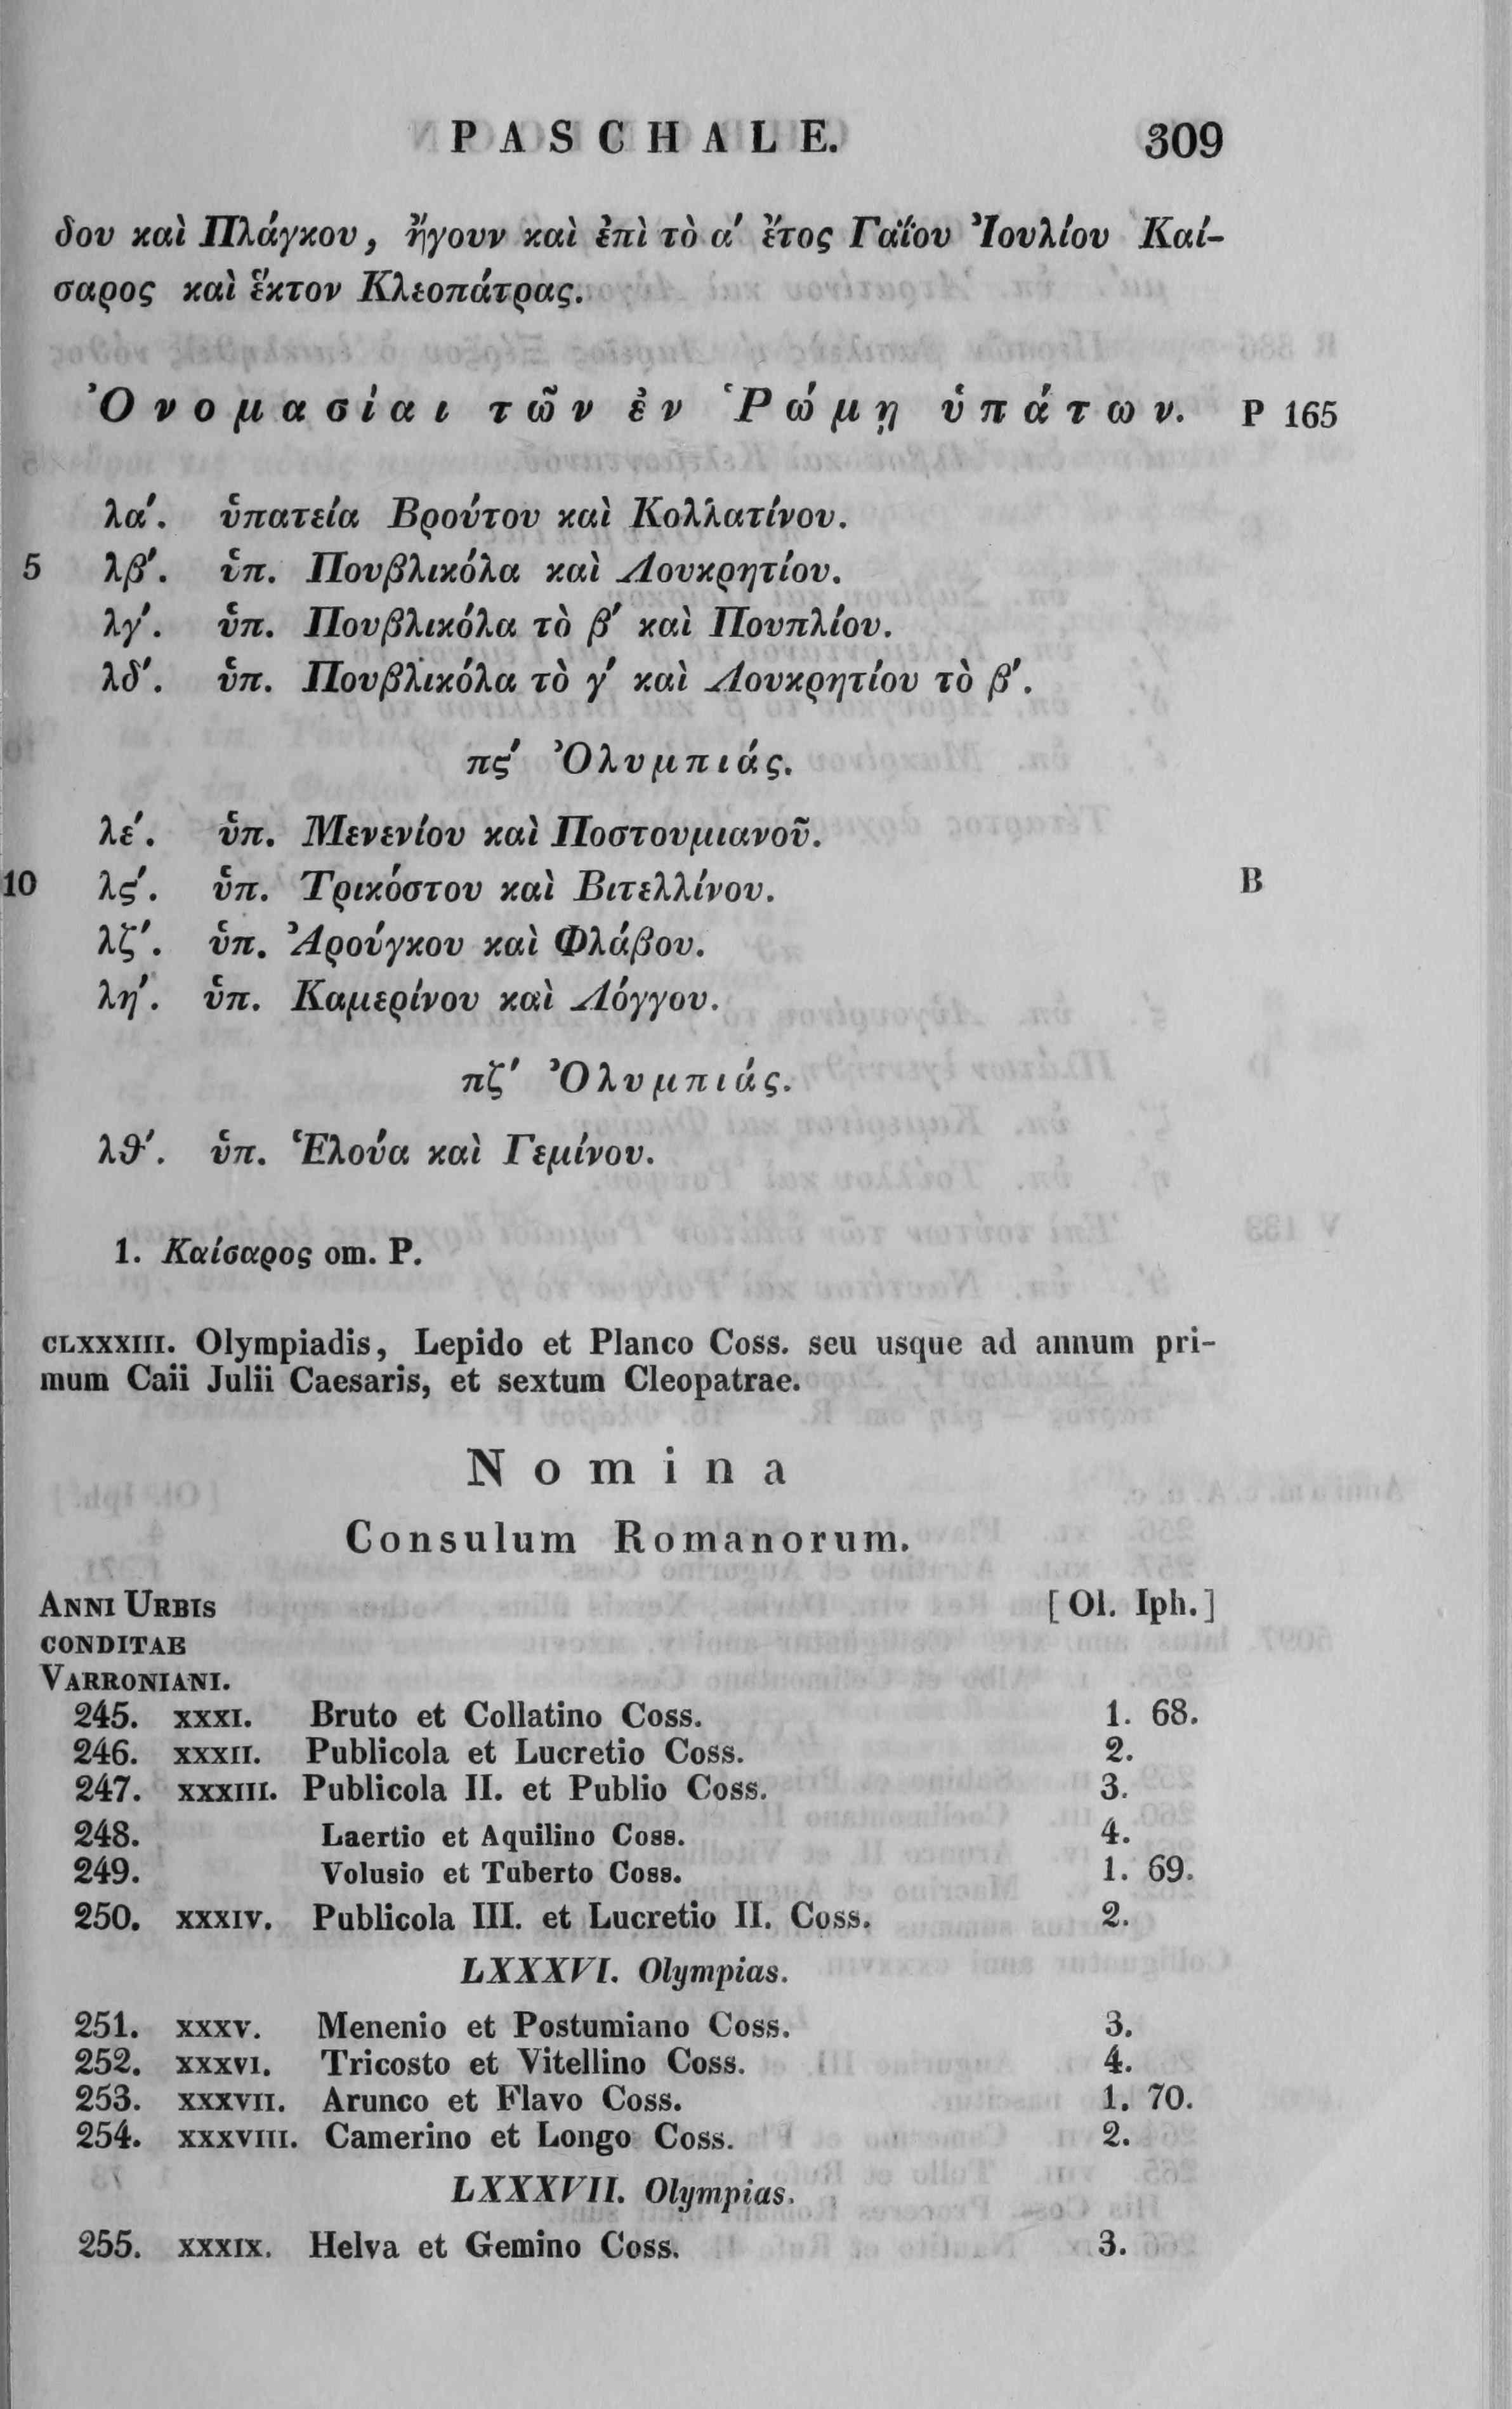 PASCHALE. 309
δου καὶ Πλάγκου, ἤγουν καὶ ἐπὶ τὸ α′ ἔτος Γαΐου Ἰουλίου Καί-
σαρος καὶ ἕκτον Κλεοπάτρας.
Ὀνομασίαι τῶν ἐν Ῥώμῃ ὑπάτων. P 165
λα′. ὑπατεία Βρούτου καὶ Κολλατίνου.
5 λβ′. ὑπ. Πουβλικόλα καὶ Λουκρητίου.
λγ′. ὑπ. Πουβλικόλα τὸ β′ καὶ Πουπλίου.
λδ′. ὑπ. Πουβλικόλα τὸ γ′ καὶ Λουκρητίου τὸ β′.
πϛ′ Ὀλυμπιάς.
λε′. ὑπ. Μενενίου καὶ Ποστουμιανοῦ.
10 λϛ′. ὑπ. Τρικόστου καὶ Βιτελλίνου. B
λζ′. ὑπ. Ἀρούγκου καὶ Φλάβου.
λη′. ὑπ. Καμερίνου καὶ Λόγγου.
πζ′ Ὀλυμπιάς.
λθ′. ὑπ. Ἑλούα καὶ Γεμίνου.
1. Καίσαρος om. P.
CLXXXIII. Olympiadis, Lepido et Planco Coss. seu usque ad annum pri-
mum Caii Julii Caesaris, et sextum Cleopatrae.
Nomina
Consulum Romanorum.
ANNI URBIS [Ol. Iph.]
CONDITAE
VARRONIANI.
245. XXXI. Bruto et Collatino Coss. 1. 68.
246. XXXII. Publicola et Lucretio Coss. 2.
247. XXXIII. Publicola II. et Publio Coss. 3.
248. Laertio et Aquilino Coss. 4.
249. Volusio et Tuberto Coss. 1. 69.
250. XXXIV. Publicola III. et Lucretio II. Coss. 2.
LXXXVI. Olympias.
251. XXXV. Menenio et Postumiano Coss. 3.
252. XXXVI. Tricosto et Vitellino Coss. 4.
253. XXXVII. Arunco et Flavo Coss. 1. 70.
254. XXXVIII. Camerino et Longo Coss. 2.
LXXXVII. Olympias.
255. XXXIX. Helva et Gemino Coss. 3.